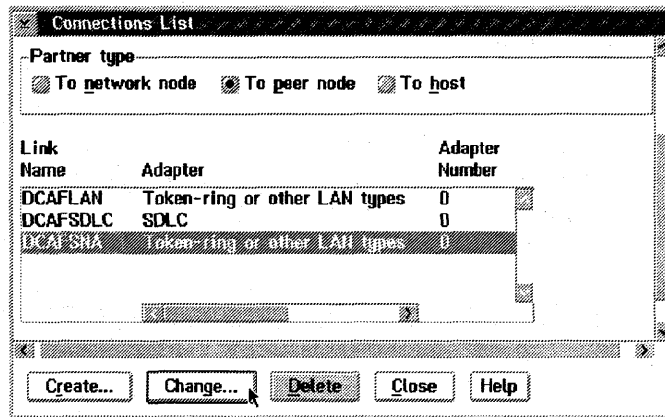 Connections List
Partner type
To network node To peer node To host
Link Adapter
Name Adapter Number
DCAFLAN Token-ring or other LAN types 0
DCAFSDLC SDLC 0
DCAFSNA Token-ring or other LAN types 0
Create... Change... Delete Close Help